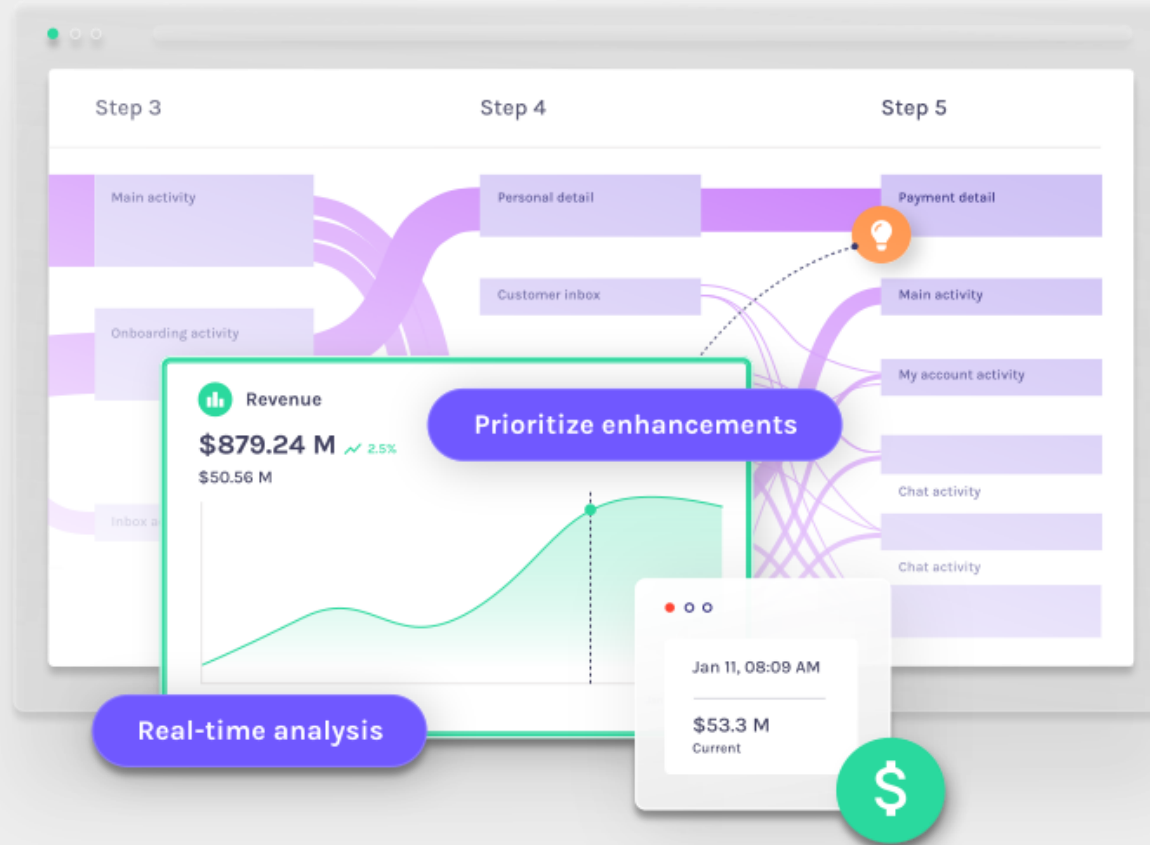 Step 3
Step 4
Step 5
Main activity
Personal detail
Payment detail
Customer inbox
Main activity
Onboarding activity
My account activity
Revenue
Prioritize enhancements
$879.24 M
2.5%
$50.56 M
Chat activity
Inbox
Chat activity
Jan 11, 08:09 AM
$53.3 M
Current
Real-time analysis
$